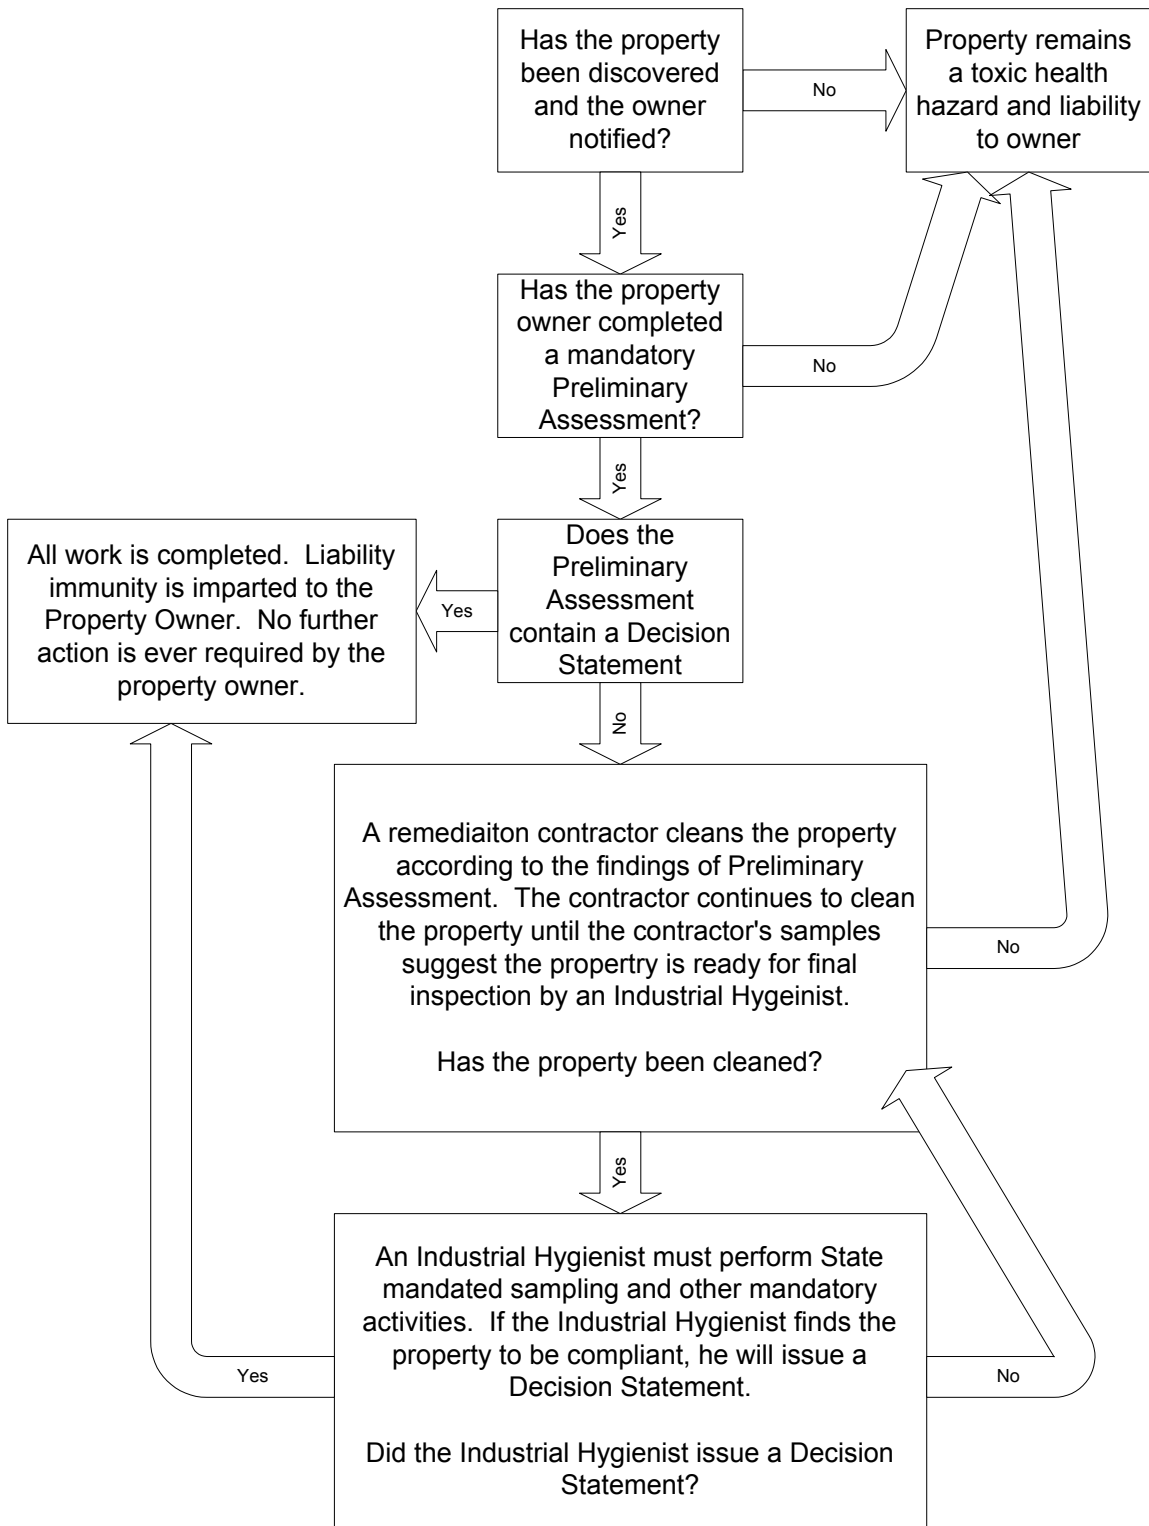 Has the property
been discovered
and the owner
notified?
No
Property remains
a toxic health
hazard and liability
to owner
Yes
Has the property
owner completed
a mandatory
Preliminary
Assessment?
No
Yes
Does the
Preliminary
Assessment
contain a Decision
Statement
Yes
All work is completed.  Liability
immunity is imparted to the
Property Owner.  No further
action is ever required by the
property owner.
No
A remediaiton contractor cleans the property
according to the findings of Preliminary
Assessment.  The contractor continues to clean
the property until the contractor's samples
suggest the propertry is ready for final
inspection by an Industrial Hygeinist.
Has the property been cleaned?
No
Yes
An Industrial Hygienist must perform State
mandated sampling and other mandatory
activities.  If the Industrial Hygienist finds the
property to be compliant, he will issue a
Decision Statement.
Did the Industrial Hygienist issue a Decision
Statement?
Yes
No